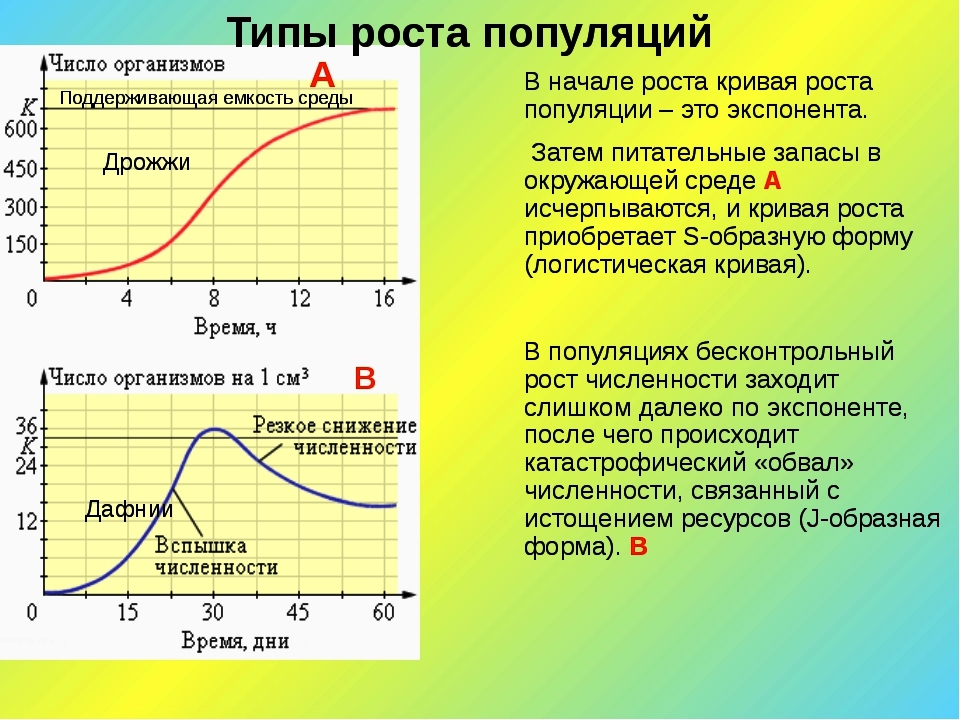 Типы роста популяций
Число организмов
А
К
Поддерживающая емкость среды
600
Дрожжи
450
300
150
0 4 8 12 16
Время, ч
Число организмов на 1 см³
В
36
К
Резкое снижение
численности
24
Дафнии
12
Вспышка
численности
0 15 30 45 60
Время, дни
В начале роста кривая роста
популяции – это экспонента.
Затем питательные запасы в
окружающей среде А
исчерпываются, и кривая роста
приобретает S-образную форму
(логистическая кривая).
В популяциях бесконтрольный
рост численности заходит
слишком далеко по экспоненте,
после чего происходит
катастрофический «обвал»
численности, связанный с
истощением ресурсов (J-образная
форма). В